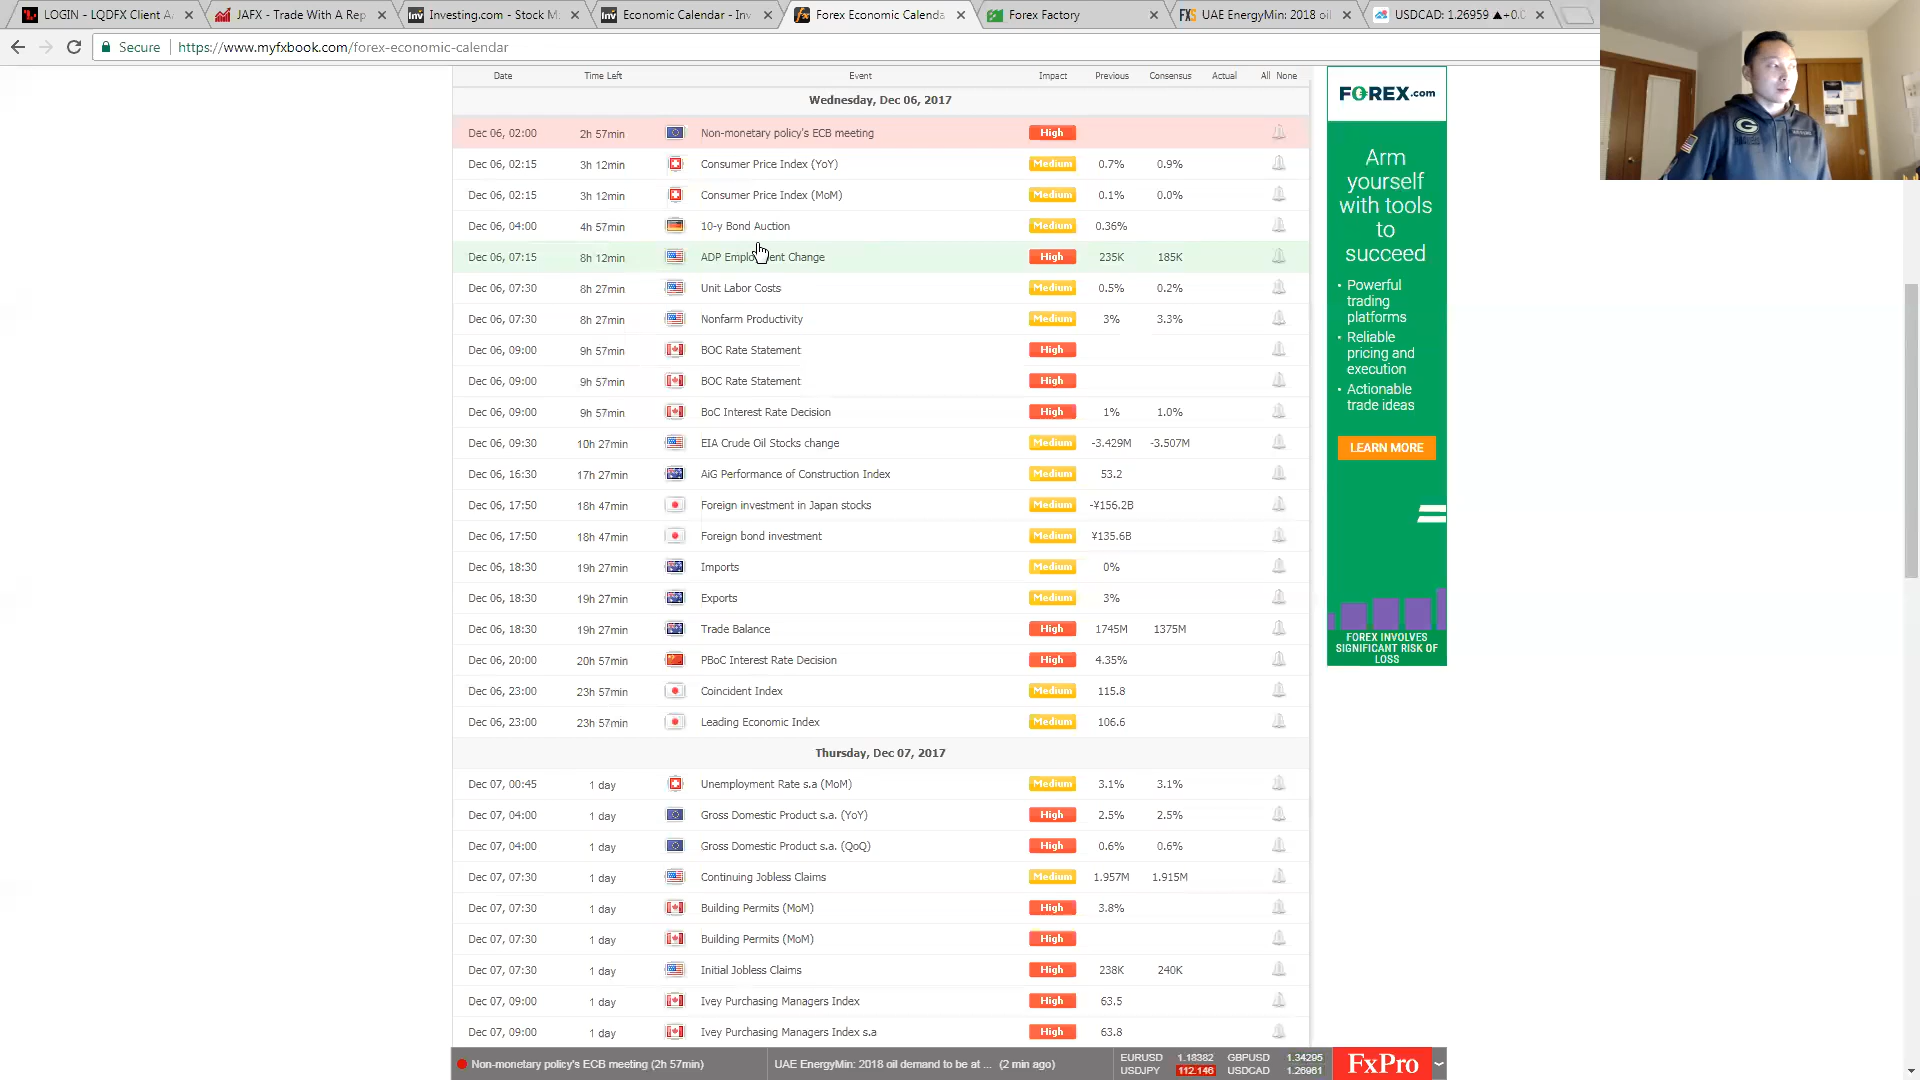 LOGIN - LQDFX Client A
JAFX - Trade With A Rep
Investing.com - Stock M
Economic Calendar - Inv
Forex Economic Calenda
Forex Factory
UAE EnergyMin: 2018 oil
USDCAD: 1.26959 ▲+0.0
Secure https://www.myfxbook.com/forex-economic-calendar
Date Time Left Event Impact Previous Consensus Actual All None
Wednesday, Dec 06, 2017
Dec 06, 02:00 2h 57min Non-monetary policy's ECB meeting High
Dec 06, 02:15 3h 12min Consumer Price Index (YoY) Medium 0.7% 0.9%
Dec 06, 02:15 3h 12min Consumer Price Index (MoM) Medium 0.1% 0.0%
Dec 06, 04:00 4h 57min 10-y Bond Auction Medium 0.36%
Dec 06, 07:15 8h 12min ADP Employment Change High 235K 185K
Dec 06, 07:30 8h 27min Unit Labor Costs Medium 0.5% 0.2%
Dec 06, 07:30 8h 27min Nonfarm Productivity Medium 3% 3.3%
Dec 06, 09:00 9h 57min BOC Rate Statement High
Dec 06, 09:00 9h 57min BOC Rate Statement High
Dec 06, 09:00 9h 57min BoC Interest Rate Decision High 1% 1.0%
Dec 06, 09:30 10h 27min EIA Crude Oil Stocks change Medium -3.429M -3.507M
Dec 06, 16:30 17h 27min AiG Performance of Construction Index Medium 53.2
Dec 06, 17:50 18h 47min Foreign investment in Japan stocks Medium -¥156.2B
Dec 06, 17:50 18h 47min Foreign bond investment Medium ¥135.6B
Dec 06, 18:30 19h 27min Imports Medium 0%
Dec 06, 18:30 19h 27min Exports Medium 3%
Dec 06, 18:30 19h 27min Trade Balance High 1745M 1375M
Dec 06, 20:00 20h 57min PBoC Interest Rate Decision High 4.35%
Dec 06, 23:00 23h 57min Coincident Index Medium 115.8
Dec 06, 23:00 23h 57min Leading Economic Index Medium 106.6
Thursday, Dec 07, 2017
Dec 07, 00:45 1 day Unemployment Rate s.a (MoM) Medium 3.1% 3.1%
Dec 07, 04:00 1 day Gross Domestic Product s.a. (YoY) High 2.5% 2.5%
Dec 07, 04:00 1 day Gross Domestic Product s.a. (QoQ) High 0.6% 0.6%
Dec 07, 07:30 1 day Continuing Jobless Claims Medium 1.957M 1.915M
Dec 07, 07:30 1 day Building Permits (MoM) High 3.8%
Dec 07, 07:30 1 day Building Permits (MoM) High
Dec 07, 07:30 1 day Initial Jobless Claims High 238K 240K
Dec 07, 09:00 1 day Ivey Purchasing Managers Index High 63.5
Dec 07, 09:00 1 day Ivey Purchasing Managers Index s.a High 63.8
FOREX.com
Arm
yourself
with tools
to
succeed
• Powerful
trading
platforms
• Reliable
pricing and
execution
• Actionable
trade ideas
LEARN MORE
FOREX INVOLVES
SIGNIFICANT RISK OF
LOSS
Non-monetary policy's ECB meeting (2h 57min)
UAE EnergyMin: 2018 oil demand to be at ... (2 min ago)
EURUSD 1.18382 GBPUSD 1.34295
USDJPY 112.146 USDCAD 1.26961
FxPro